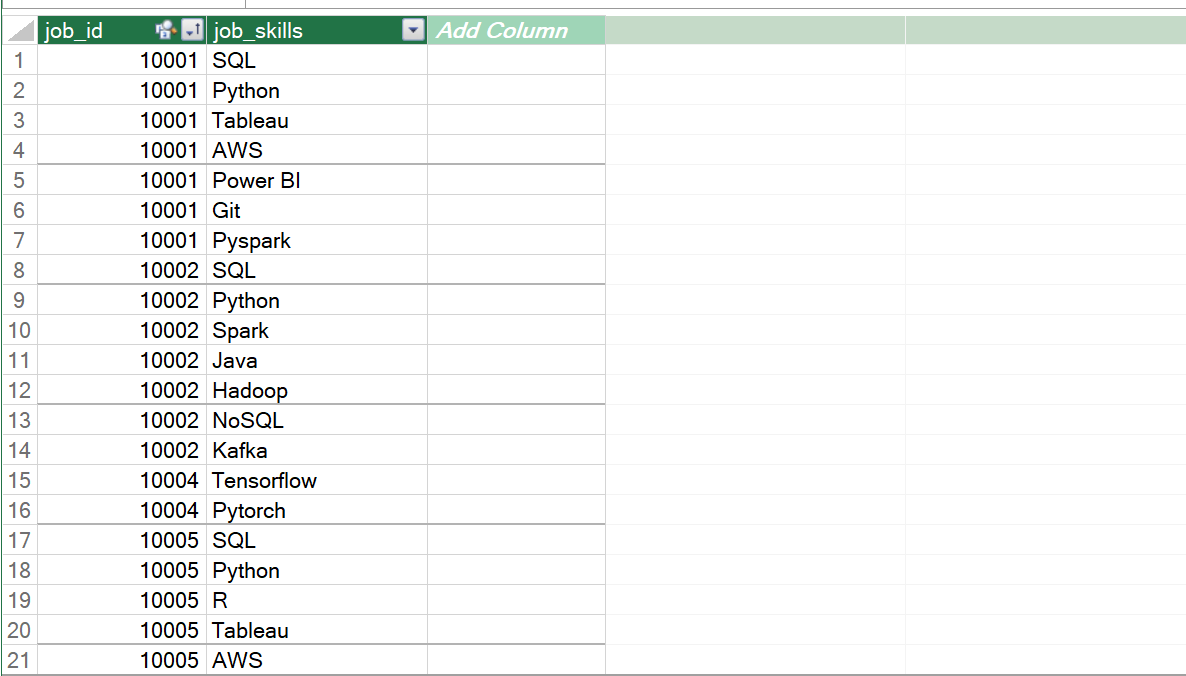 job_id job_skills Add Column
1 10001 SQL
2 10001 Python
3 10001 Tableau
4 10001 AWS
5 10001 Power BI
6 10001 Git
7 10001 Pyspark
8 10002 SQL
9 10002 Python
10 10002 Spark
11 10002 Java
12 10002 Hadoop
13 10002 NoSQL
14 10002 Kafka
15 10004 Tensorflow
16 10004 Pytorch
17 10005 SQL
18 10005 Python
19 10005 R
20 10005 Tableau
21 10005 AWS